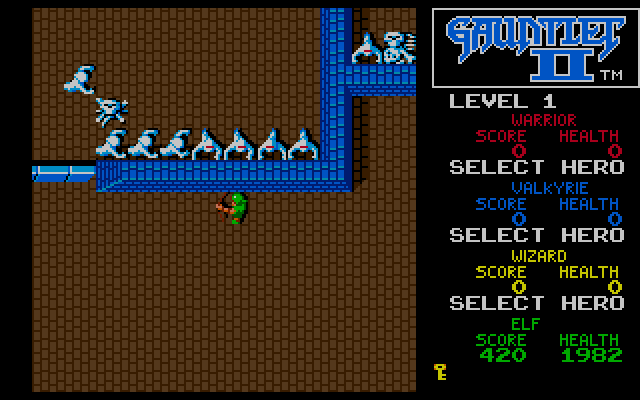 GAUNTLET
II TM
LEVEL 1
WARRIOR
SCORE HEALTH
0 0
SELECT HERO
VALKYRIE
SCORE HEALTH
0 0
SELECT HERO
WIZARD
SCORE HEALTH
0 0
SELECT HERO
ELF
SCORE HEALTH
420 1982